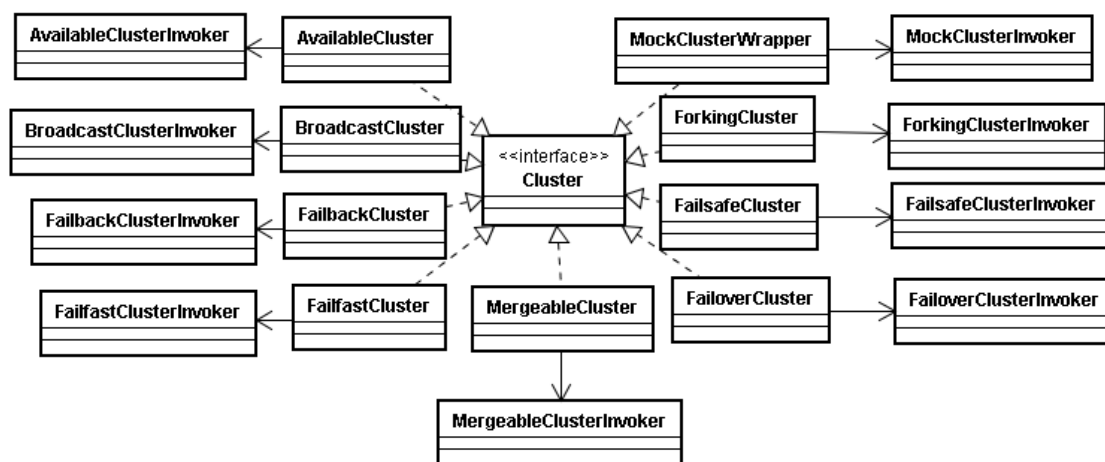 AvailableClusterInvoker
AvailableCluster
MockClusterWrapper
MockClusterInvoker
BroadcastClusterInvoker
BroadcastCluster
ForkingCluster
ForkingClusterInvoker
<<interface>>
Cluster
FailbackClusterInvoker
FailbackCluster
FailsafeCluster
FailsafeClusterInvoker
FailfastClusterInvoker
FailfastCluster
MergeableCluster
FailoverCluster
FailoverClusterInvoker
MergeableClusterInvoker